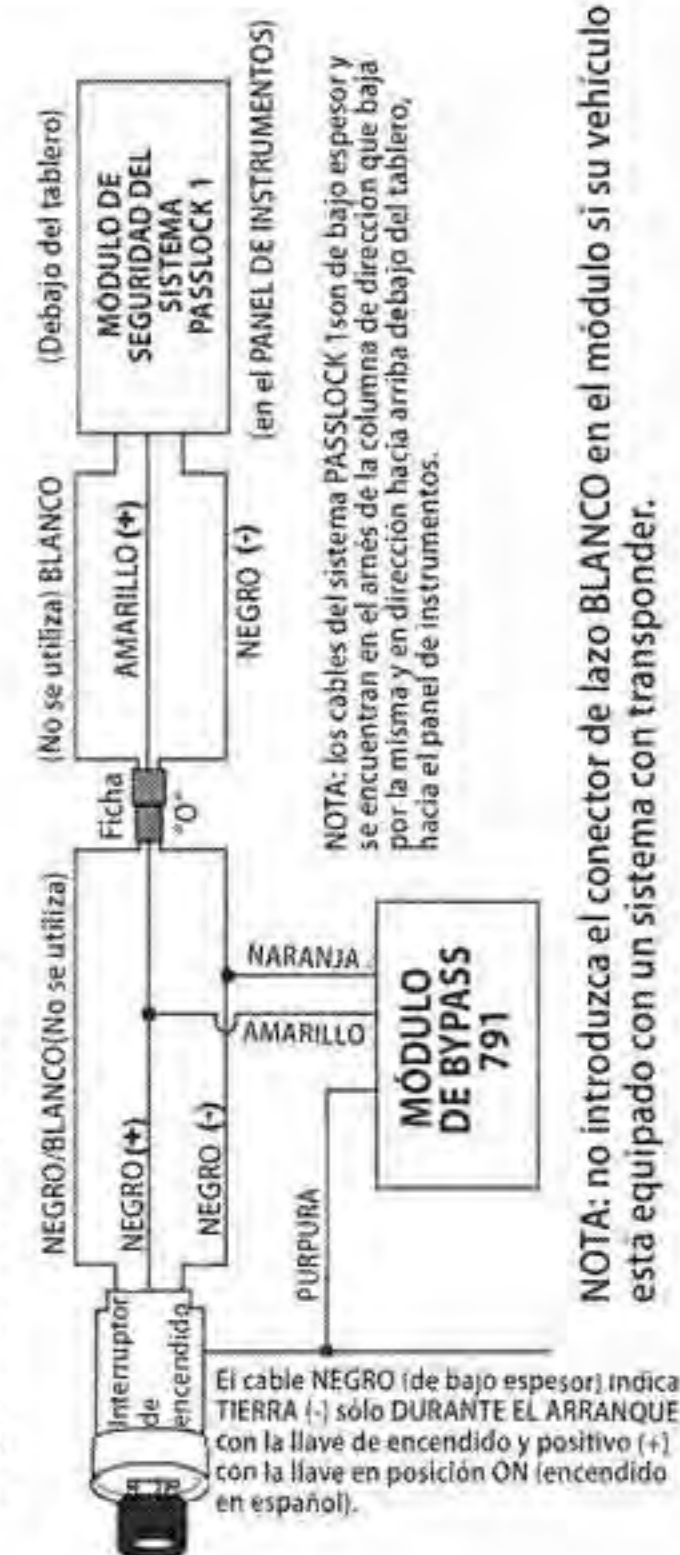 (Debajo del tablero)
MÓDULO DE
SEGURIDAD DEL
SISTEMA
PASSLOCK 1
(en el PANEL DE INSTRUMENTOS)
(No se utiliza) BLANCO
AMARILLO (+)
NEGRO (-)
Ficha
"O"
NEGRO/BLANCO(No se utiliza)
NEGRO (+)
NEGRO (-)
Interruptor
de
encendido
NARANJA
AMARILLO
PURPURA
MÓDULO
DE BYPASS
791
NOTA: los cables del sistema PASSLOCK 1son de bajo espesor y
se encuentran en el arnés de la columna de dirección que baja
por la misma y en dirección hacia arriba debajo del tablero,
hacia el panel de instrumentos.
El cable NEGRO (de bajo espesor) indica
TIERRA (-) sólo DURANTE EL ARRANQUE
con la llave de encendido y positivo (+)
con la llave en posición ON (encendido
en español).
NOTA: no introduzca el conector de lazo BLANCO en el módulo si su vehículo
está equipado con un sistema con transponder.